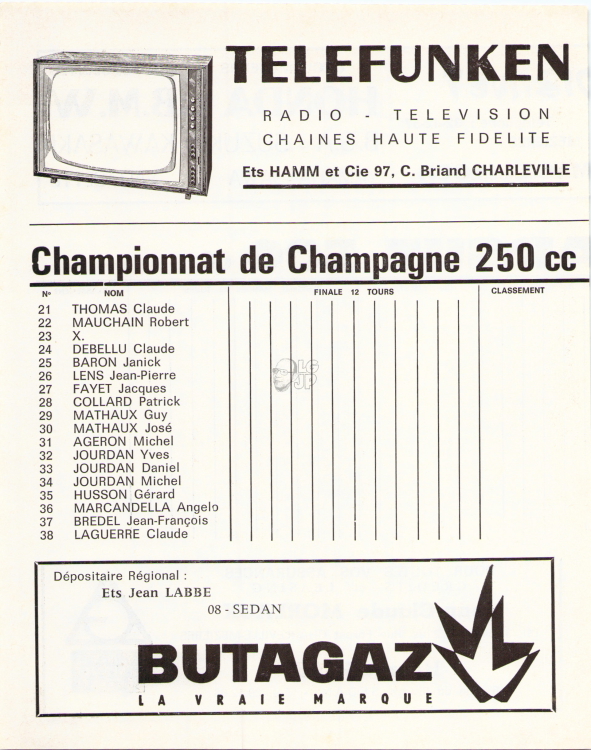 TELEFUNKEN
RADIO - TELEVISION
CHAINES HAUTE FIDELITE
Ets HAMM et Cie 97, C. Briand CHARLEVILLE
Championnat de Champagne 250 cc
N° NOM FINALE 12 TOURS CLASSEMENT
21 THOMAS Claude
22 MAUCHAIN Robert
23 X.
24 DEBELLU Claude
25 BARON Janick
26 LENS Jean-Pierre
27 FAYET Jacques
28 COLLARD Patrick
29 MATHAUX Guy
30 MATHAUX José
31 AGERON Michel
32 JOURDAN Yves
33 JOURDAN Daniel
34 JOURDAN Michel
35 HUSSON Gérard
36 MARCANDELLA Angelo
37 BREDEL Jean-François
38 LAGUERRE Claude
LG
JP
Dépositaire Régional :
Ets Jean LABBE
08 - SEDAN
BUTAGAZ
LA VRAIE MARQUE